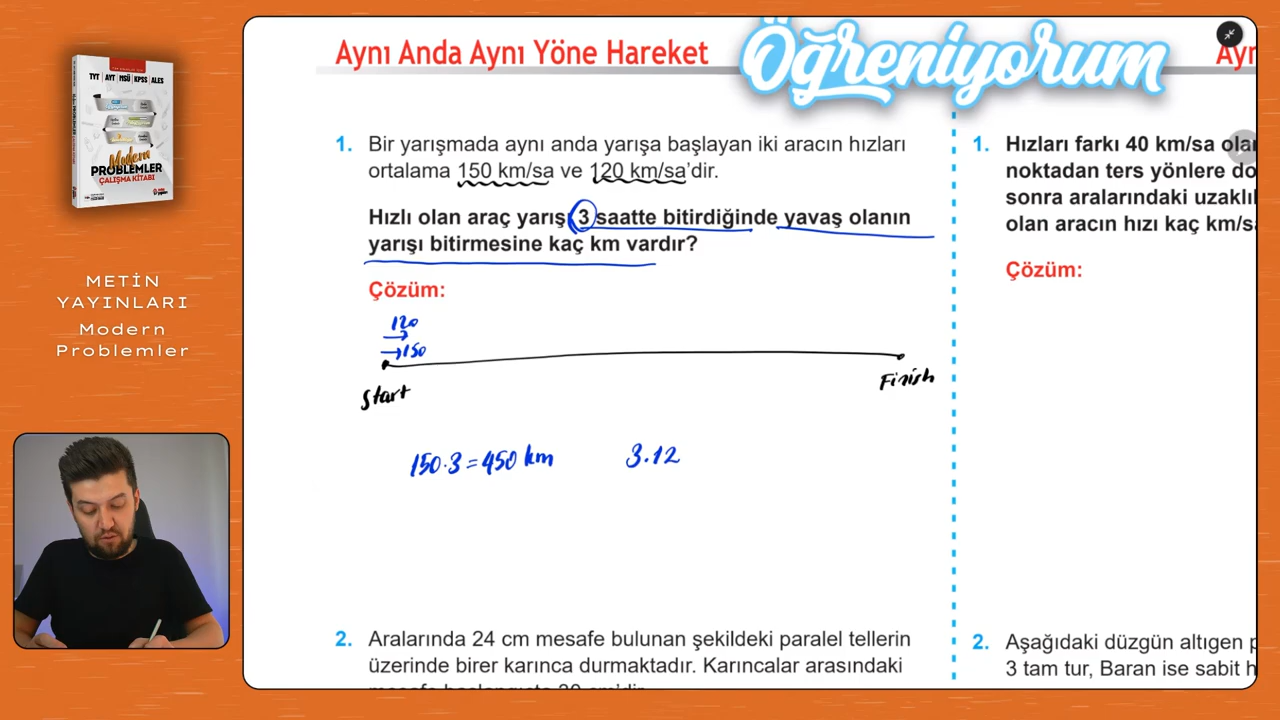 TYT AYT MSÜ KPSS ALES
Modern
PROBLEMLER
ÇALIŞMA KİTABI
METİN
YAYINLARI
Modern
Problemler
Aynı Anda Aynı Yöne Hareket
Öğreniyorum
Ayn
1. Bir yarışmada aynı anda yarışa başlayan iki aracın hızları
ortalama 150 km/sa ve 120 km/sa'dir.
Hızlı olan araç yarışı 3 saatte bitirdiğinde yavaş olanın
yarışı bitirmesine kaç km vardır?
Çözüm:
120
150
Start
Finish
150.3=450 km
3.12
2. Aralarında 24 cm mesafe bulunan şekildeki paralel tellerin
üzerinde birer karınca durmaktadır. Karıncalar arasındaki
1. Hızları farkı 40 km/sa olan
noktadan ters yönlere do
sonra aralarındaki uzaklı
olan aracın hızı kaç km/s
Çözüm:
2. Aşağıdaki düzgün altıgen p
3 tam tur, Baran ise sabit h